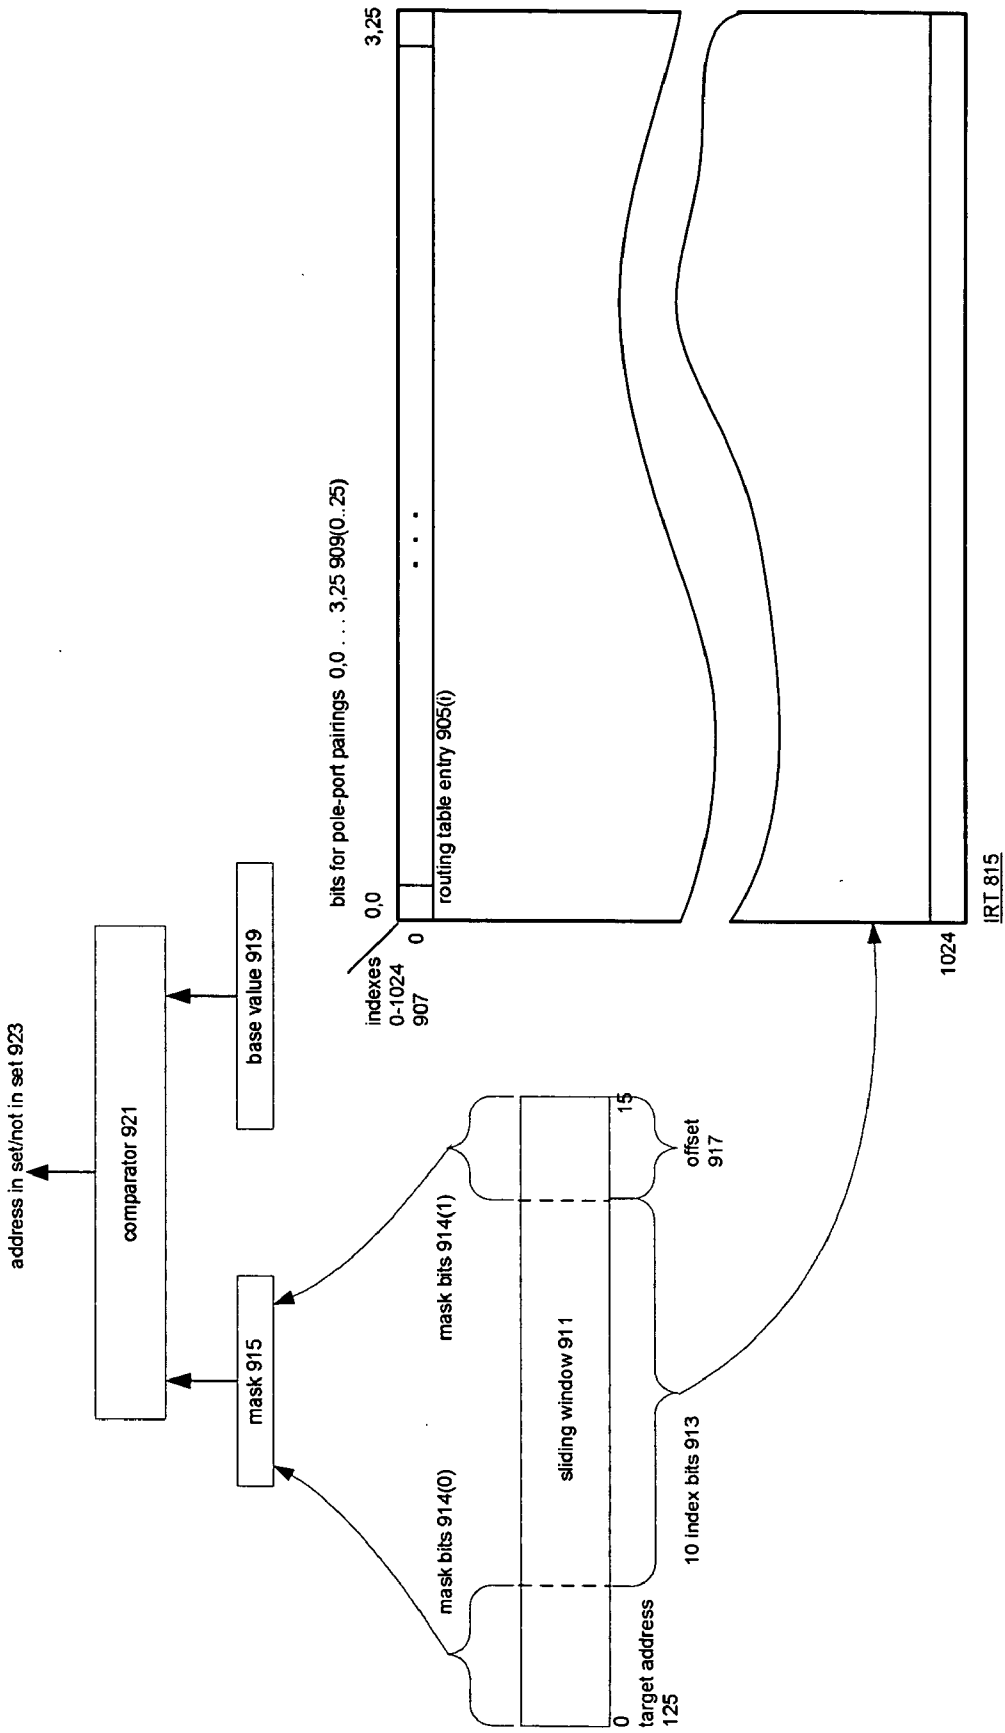 address in set/not in set 923
comparator 921
mask 915
base value 919
mask bits 914(0)
mask bits 914(1)
sliding window 911
0
15
target address
125
10 index bits 913
offset
917
bits for pole-port pairings 0,0 . . . 3,25 909(0..25)
0,0
3,25
indexes
0-1024
907
0
. . .
routing table entry 905(i)
1024
IRT 815